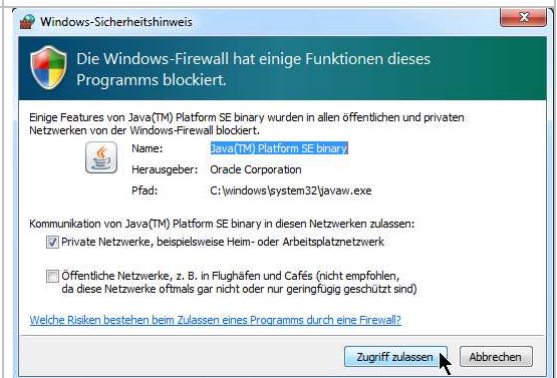 Windows-Sicherheitshinweis
Die Windows-Firewall hat einige Funktionen dieses
Programms blockiert.
Einige Features von Java(TM) Platform SE binary wurden in allen öffentlichen und privaten
Netzwerken von der Windows-Firewall blockiert.
Name: Java(TM) Platform SE binary
Herausgeber: Oracle Corporation
Pfad: C:\windows\system32\javaw.exe
Kommunikation von Java(TM) Platform SE binary in diesen Netzwerken zulassen:
Private Netzwerke, beispielsweise Heim- oder Arbeitsplatznetzwerk
Öffentliche Netzwerke, z. B. in Flughäfen und Cafés (nicht empfohlen,
da diese Netzwerke oftmals gar nicht oder nur geringfügig geschützt sind)
Welche Risiken bestehen beim Zulassen eines Programms durch eine Firewall?
Zugriff zulassen Abbrechen